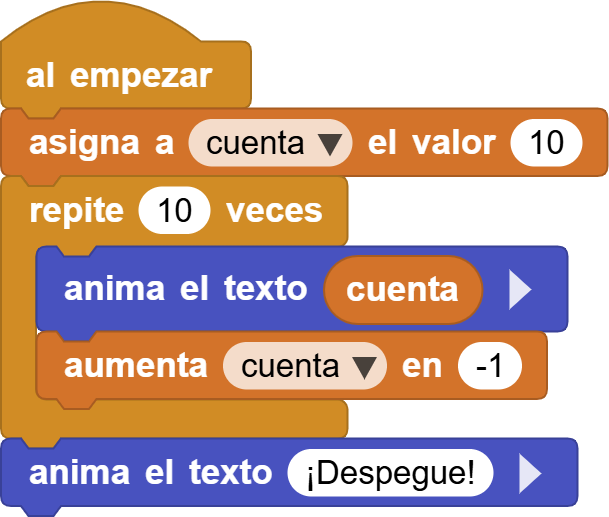 al empezar
asigna a cuenta el valor 10
repite 10 veces
anima el texto cuenta
aumenta cuenta en -1
anima el texto ¡Despegue!